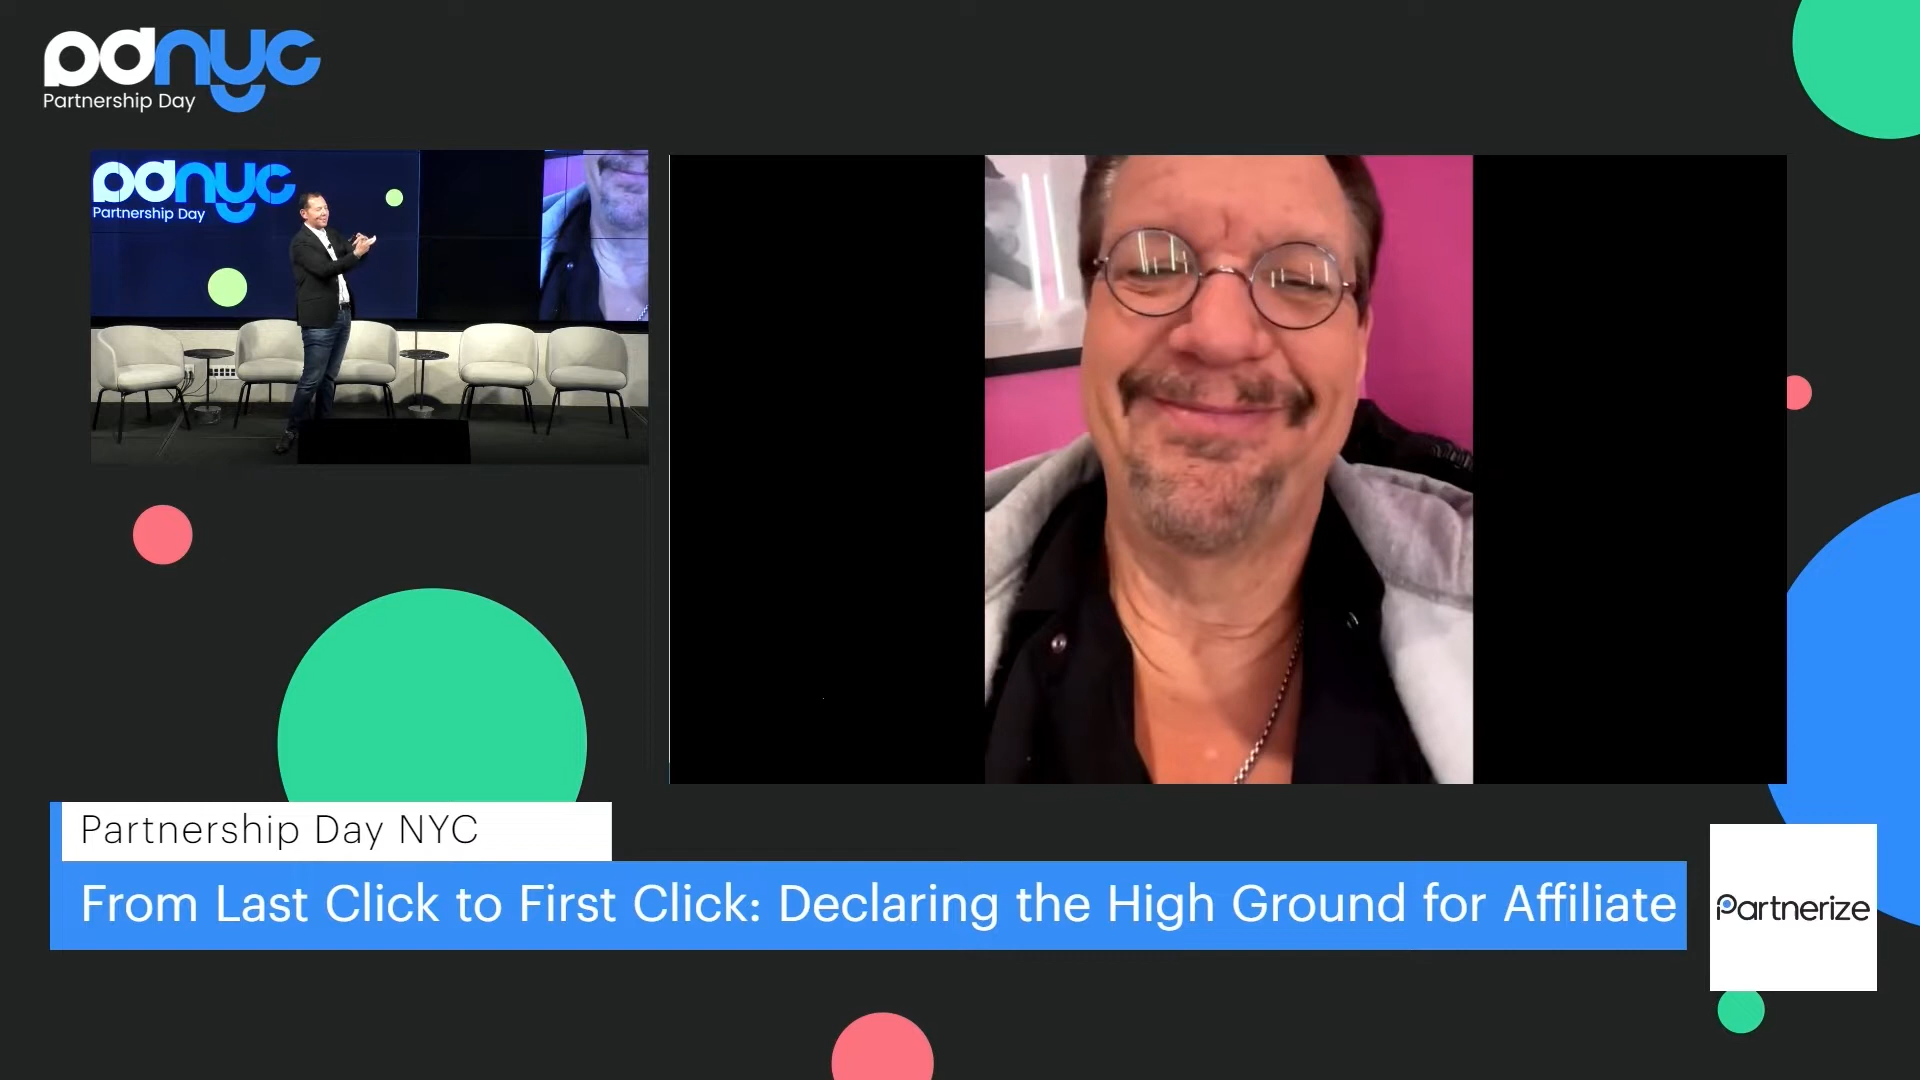 pdnyc
Partnership Day
pdnyc
Partnership Day
Partnership Day NYC
From Last Click to First Click: Declaring the High Ground for Affiliate
Partnerize